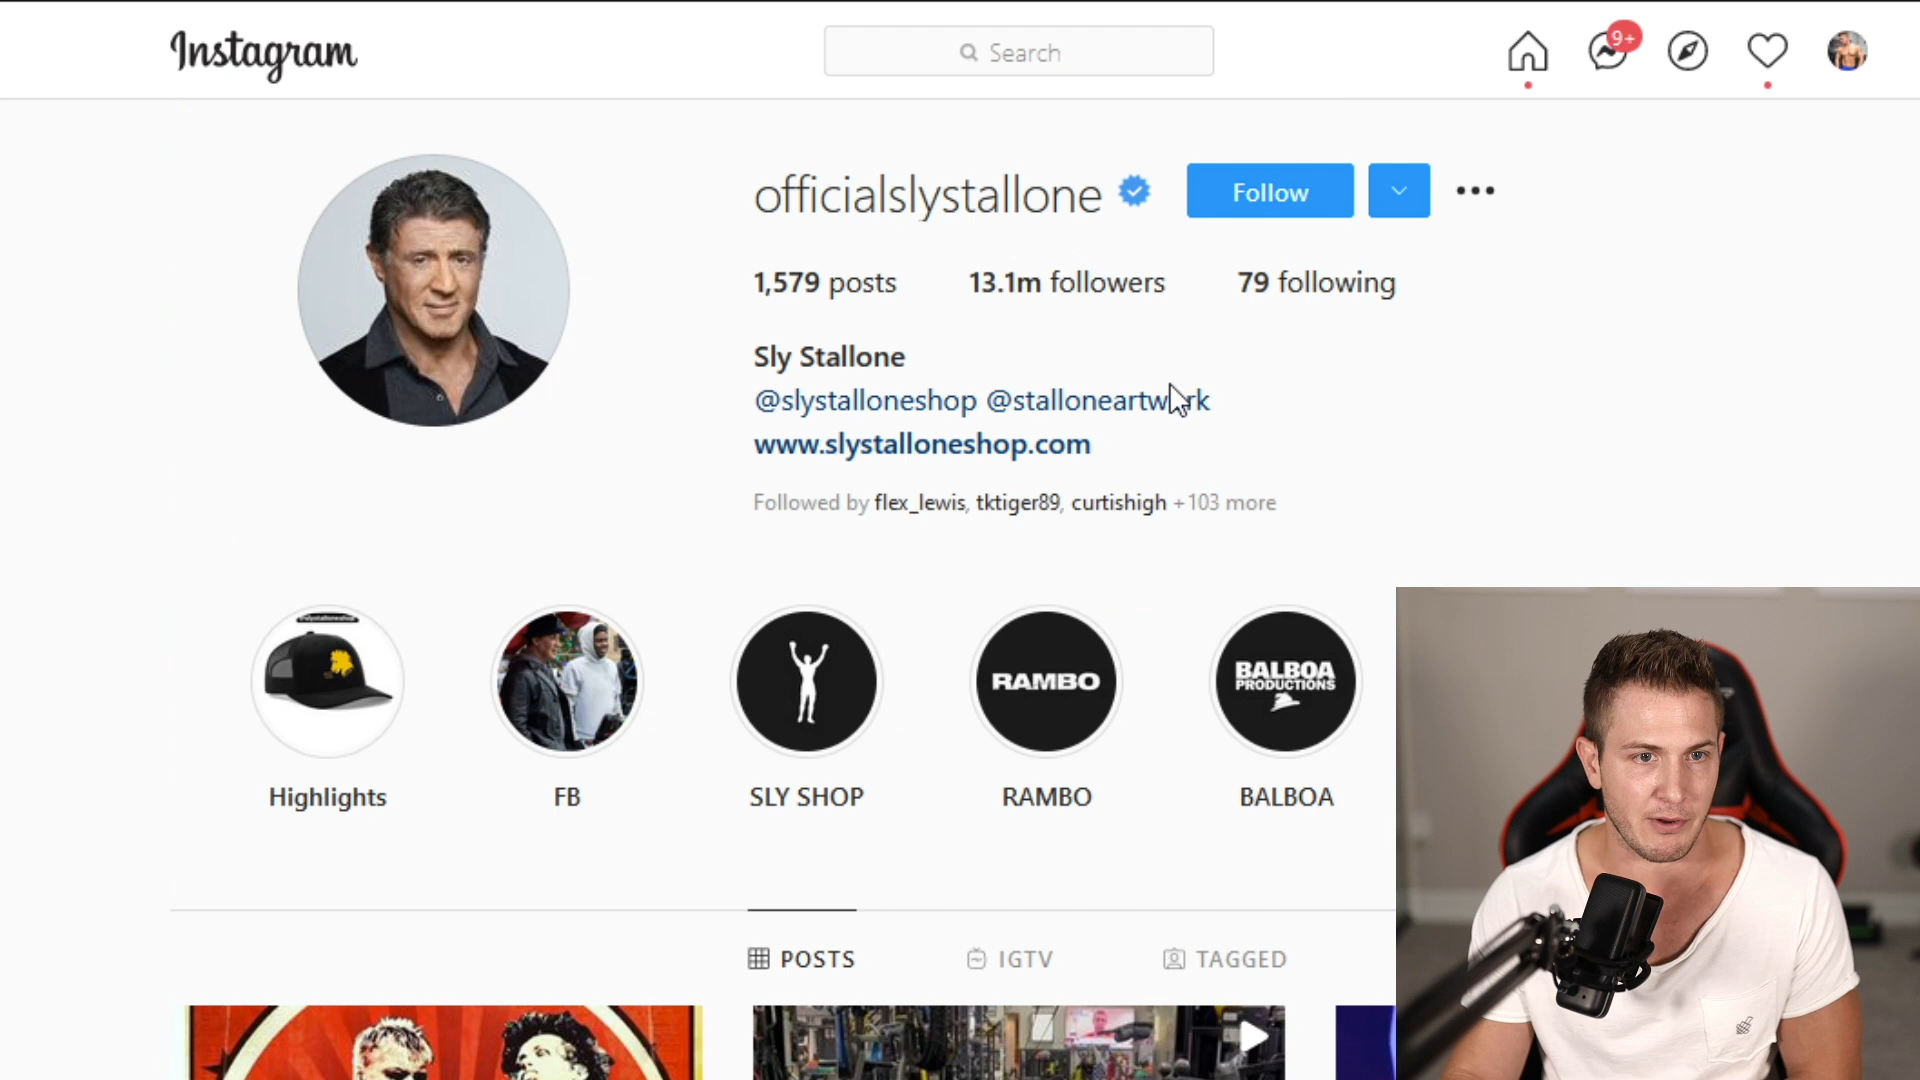 Instagram
Search
9+
officialslystallone
Follow
1,579 posts
13.1m followers
79 following
Sly Stallone
@slystalloneshop @stalloneartwork
www.slystalloneshop.com
Followed by flex_lewis, tktiger89, curtishigh +103 more
RAMBO
BALBOA
PRODUCTIONS
Highlights
FB
SLY SHOP
RAMBO
BALBOA
POSTS
IGTV
TAGGED